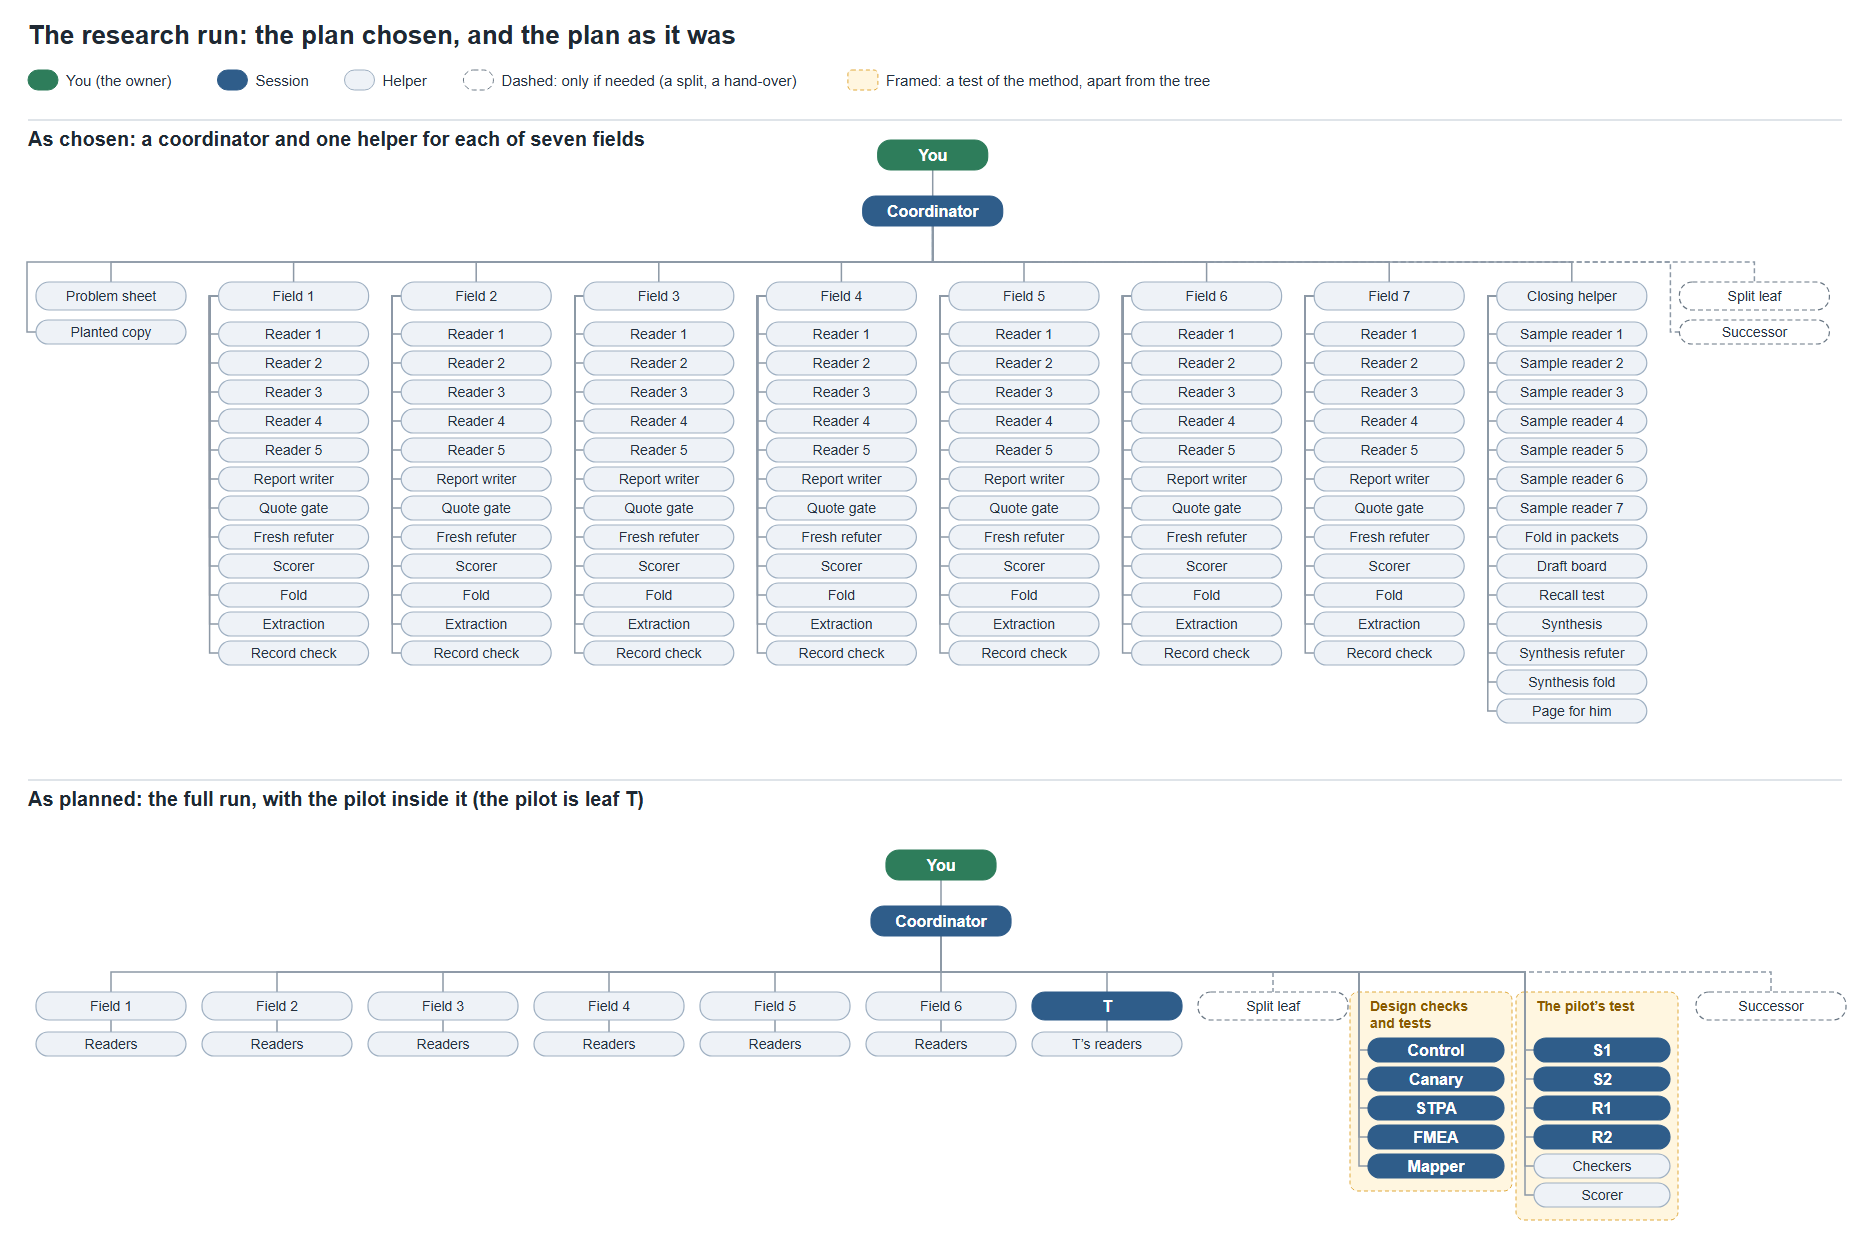 The research run: the plan chosen, and the plan as it was
You (the owner)
Session
Helper
Dashed: only if needed (a split, a hand-over)
Framed: a test of the method, apart from the tree
As chosen: a coordinator and one helper for each of seven fields
You
Coordinator
Problem sheet
Planted copy
Field 1
Reader 1
Reader 2
Reader 3
Reader 4
Reader 5
Report writer
Quote gate
Fresh refuter
Scorer
Fold
Extraction
Record check
Field 2
Reader 1
Reader 2
Reader 3
Reader 4
Reader 5
Report writer
Quote gate
Fresh refuter
Scorer
Fold
Extraction
Record check
Field 3
Reader 1
Reader 2
Reader 3
Reader 4
Reader 5
Report writer
Quote gate
Fresh refuter
Scorer
Fold
Extraction
Record check
Field 4
Reader 1
Reader 2
Reader 3
Reader 4
Reader 5
Report writer
Quote gate
Fresh refuter
Scorer
Fold
Extraction
Record check
Field 5
Reader 1
Reader 2
Reader 3
Reader 4
Reader 5
Report writer
Quote gate
Fresh refuter
Scorer
Fold
Extraction
Record check
Field 6
Reader 1
Reader 2
Reader 3
Reader 4
Reader 5
Report writer
Quote gate
Fresh refuter
Scorer
Fold
Extraction
Record check
Field 7
Reader 1
Reader 2
Reader 3
Reader 4
Reader 5
Report writer
Quote gate
Fresh refuter
Scorer
Fold
Extraction
Record check
Closing helper
Sample reader 1
Sample reader 2
Sample reader 3
Sample reader 4
Sample reader 5
Sample reader 6
Sample reader 7
Fold in packets
Draft board
Recall test
Synthesis
Synthesis refuter
Synthesis fold
Page for him
Split leaf
Successor
As planned: the full run, with the pilot inside it (the pilot is leaf T)
You
Coordinator
Field 1
Readers
Field 2
Readers
Field 3
Readers
Field 4
Readers
Field 5
Readers
Field 6
Readers
T
T’s readers
Split leaf
Design checks
and tests
Control
Canary
STPA
FMEA
Mapper
The pilot’s test
S1
S2
R1
R2
Checkers
Scorer
Successor